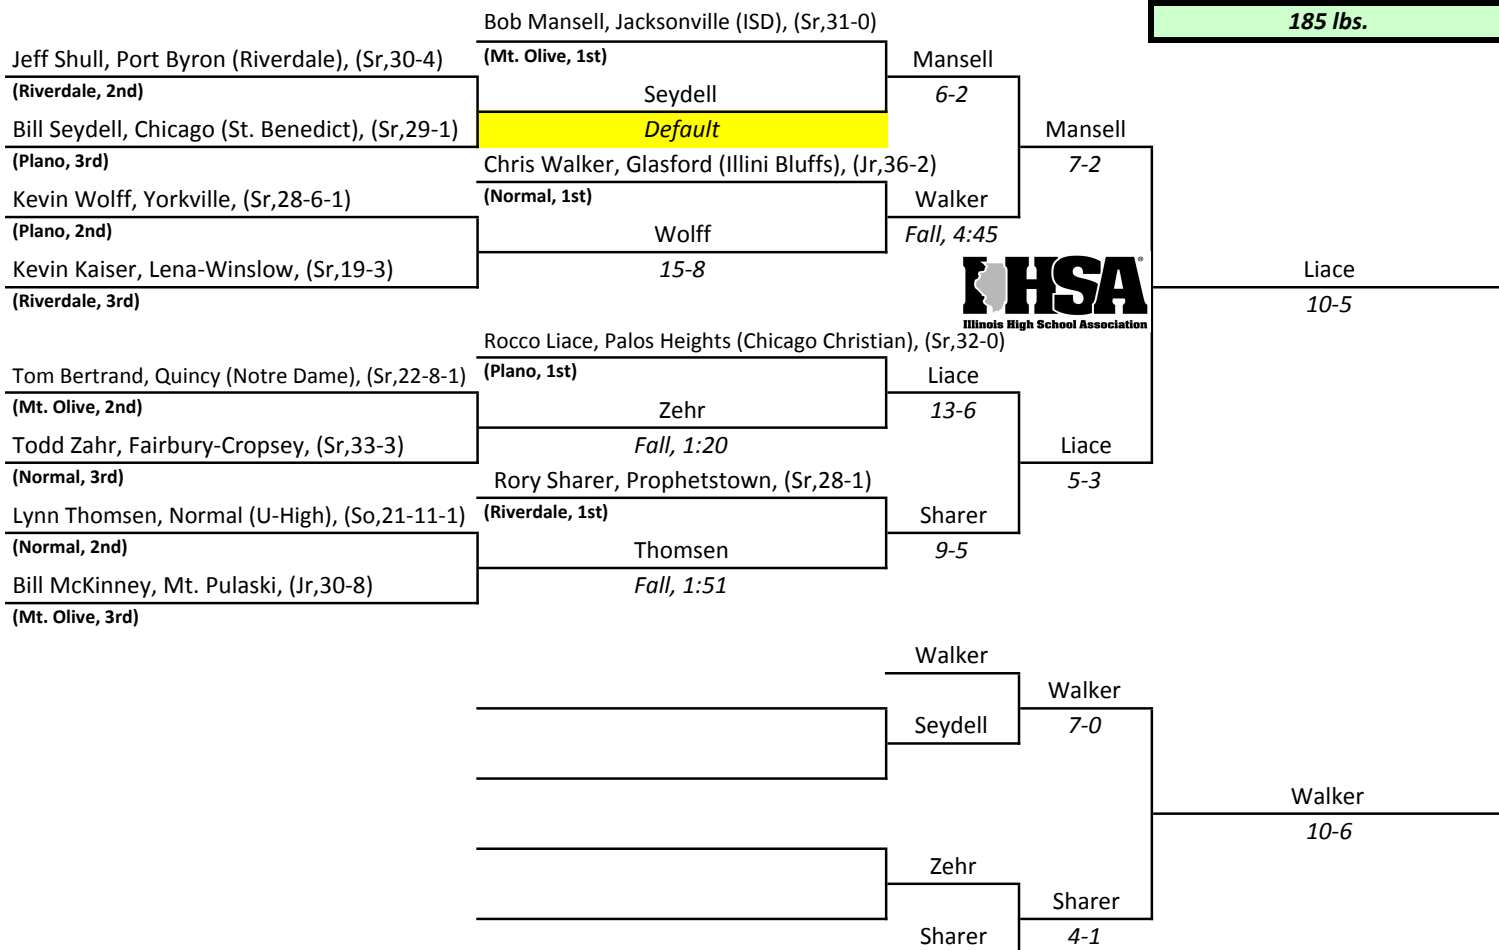 Bob Mansell, Jacksonville (ISD), (Sr,31-0)
185 lbs.
Jeff Shull, Port Byron (Riverdale), (Sr,30-4)
(Mt. Olive, 1st)
Mansell
(Riverdale, 2nd)
Seydell
6-2
Bill Seydell, Chicago (St. Benedict), (Sr,29-1)
Default
Mansell
(Plano, 3rd)
Chris Walker, Glasford (Illini Bluffs), (Jr,36-2)
7-2
Kevin Wolff, Yorkville, (Sr,28-6-1)
(Normal, 1st)
Walker
(Plano, 2nd)
Wolff
Fall, 4:45
Kevin Kaiser, Lena-Winslow, (Sr,19-3)
15-8
IHSA
®
Liace
(Riverdale, 3rd)
10-5
Illinois High School Association
Rocco Liace, Palos Heights (Chicago Christian), (Sr,32-0)
Tom Bertrand, Quincy (Notre Dame), (Sr,22-8-1)
(Plano, 1st)
Liace
(Mt. Olive, 2nd)
Zehr
13-6
Todd Zahr, Fairbury-Cropsey, (Sr,33-3)
Fall, 1:20
Liace
(Normal, 3rd)
Rory Sharer, Prophetstown, (Sr,28-1)
5-3
Lynn Thomsen, Normal (U-High), (So,21-11-1)
(Riverdale, 1st)
Sharer
(Normal, 2nd)
Thomsen
9-5
Bill McKinney, Mt. Pulaski, (Jr,30-8)
Fall, 1:51
(Mt. Olive, 3rd)
Walker
Walker
Seydell
7-0
Walker
10-6
Zehr
Sharer
Sharer
4-1